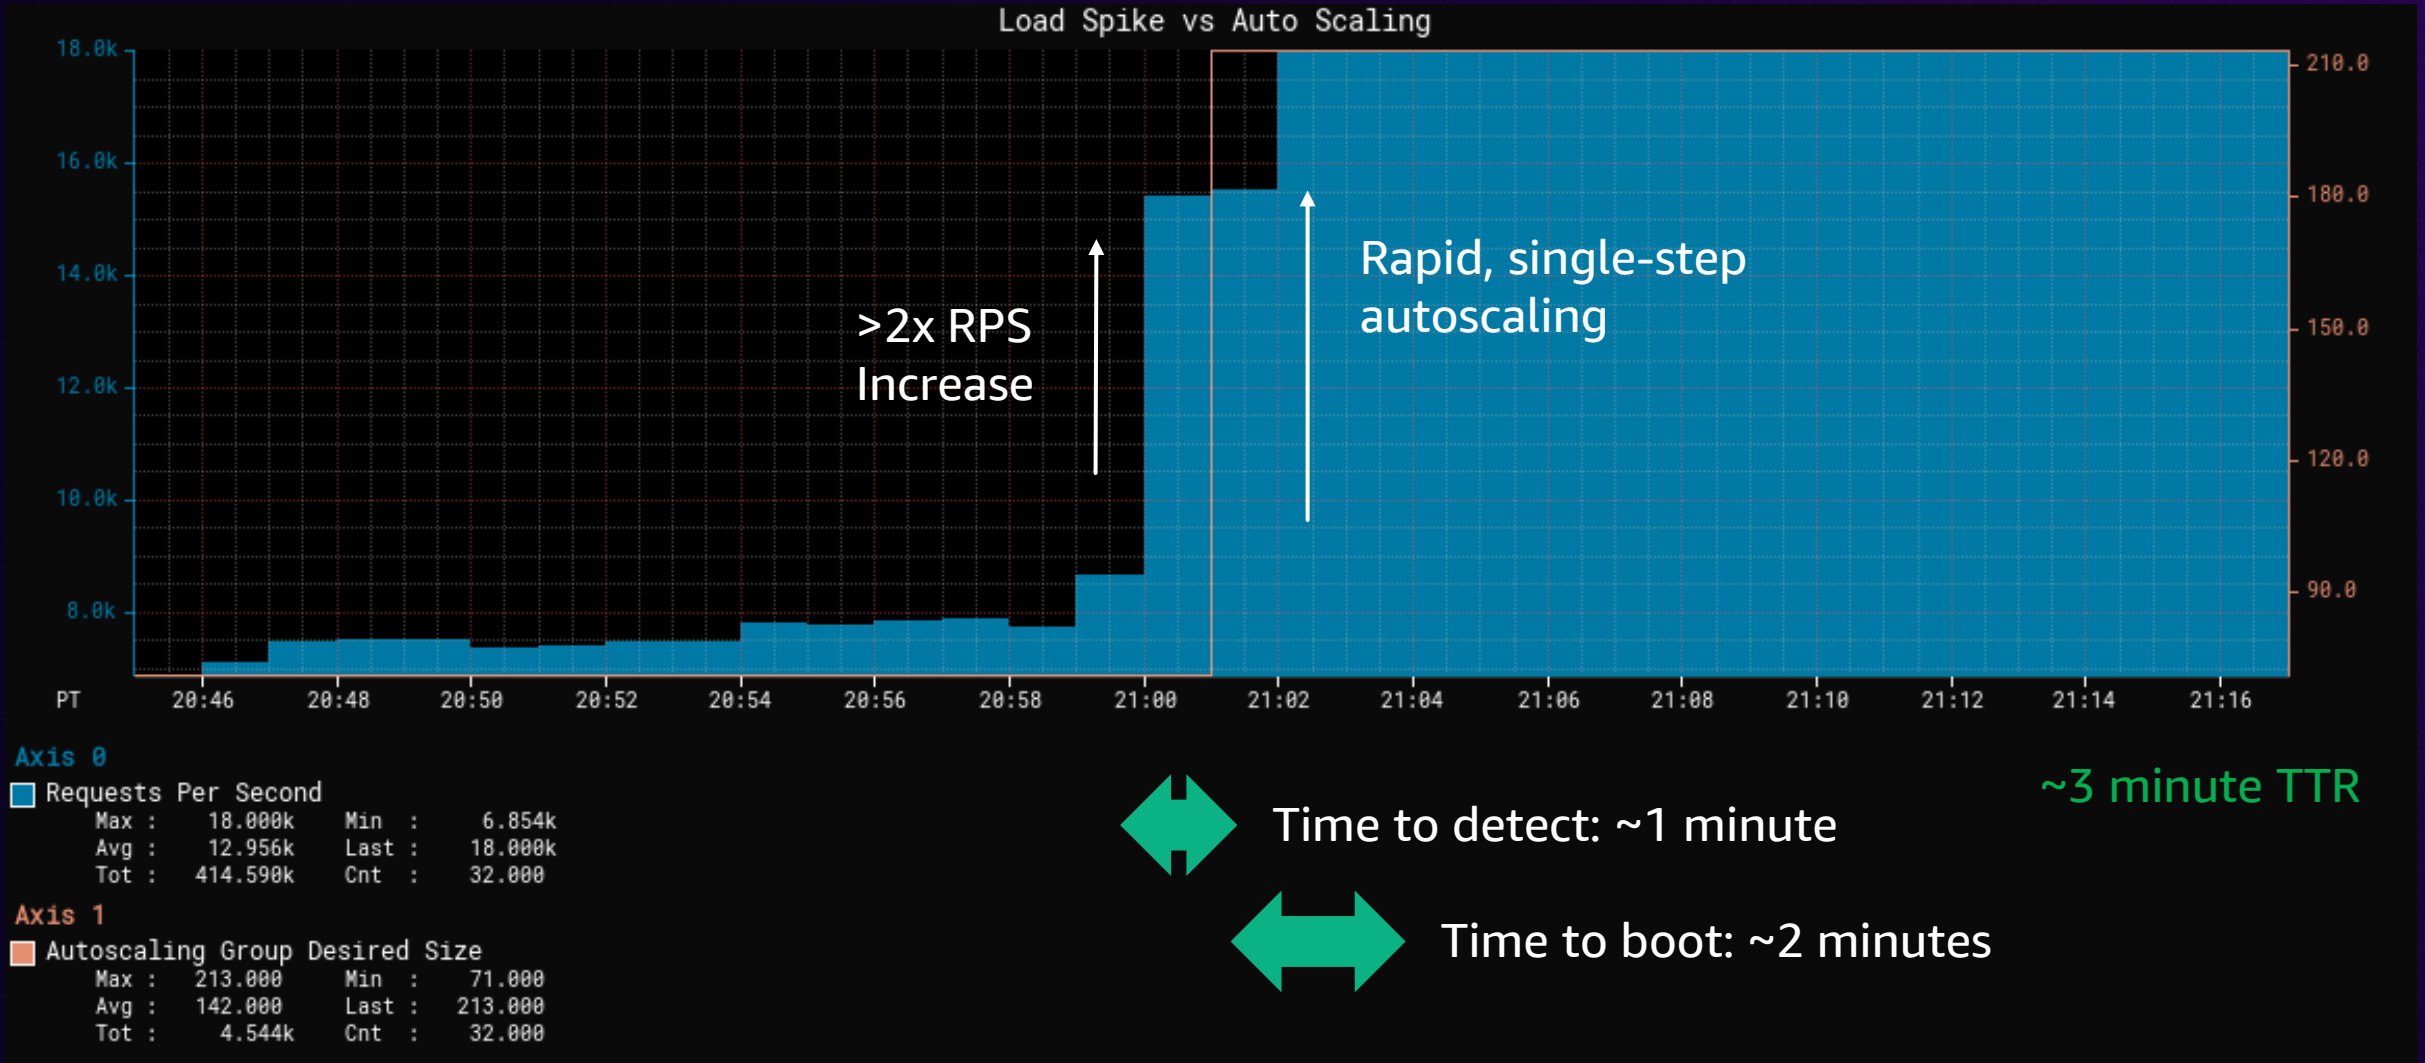 Load Spike vs Auto Scaling
18.0k
16.0k
14.0k
12.0k
10.0k
8.0k
210.0
180.0
150.0
120.0
90.0
>2x RPS
Increase
Rapid, single-step
autoscaling
PT 20:46 20:48 20:50 20:52 20:54 20:56 20:58 21:00 21:02 21:04 21:06 21:08 21:10 21:12 21:14 21:16
Axis 0
Requests Per Second
Max : 18.000k Min : 6.854k
Avg : 12.956k Last : 18.000k
Tot : 414.590k Cnt : 32.000
Axis 1
Autoscaling Group Desired Size
Max : 213.000 Min : 71.000
Avg : 142.000 Last : 213.000
Tot : 4.544k Cnt : 32.000
Time to detect: ~1 minute
~3 minute TTR
Time to boot: ~2 minutes